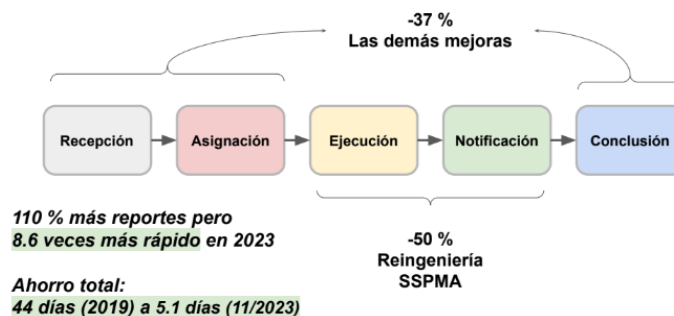 -37 %
Las demás mejoras
Recepción
Asignación
Ejecución
Notificación
Conclusión
110 % más reportes pero
8.6 veces más rápido en 2023
-50 %
Reingeniería
SSPMA
Ahorro total:
44 días (2019) a 5.1 días (11/2023)